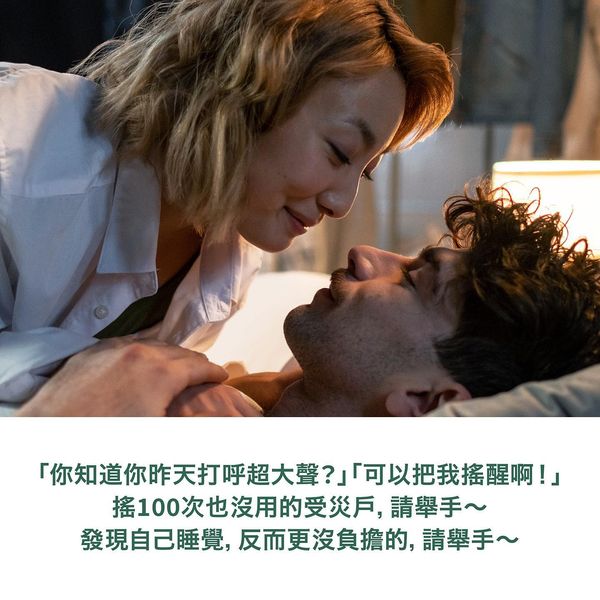 「你知道你昨天打呼超大聲？」「可以把我搖醒啊！」
搖100次也沒用的受災戶, 請舉手～
發現自己睡覺, 反而更沒負擔的, 請舉手～